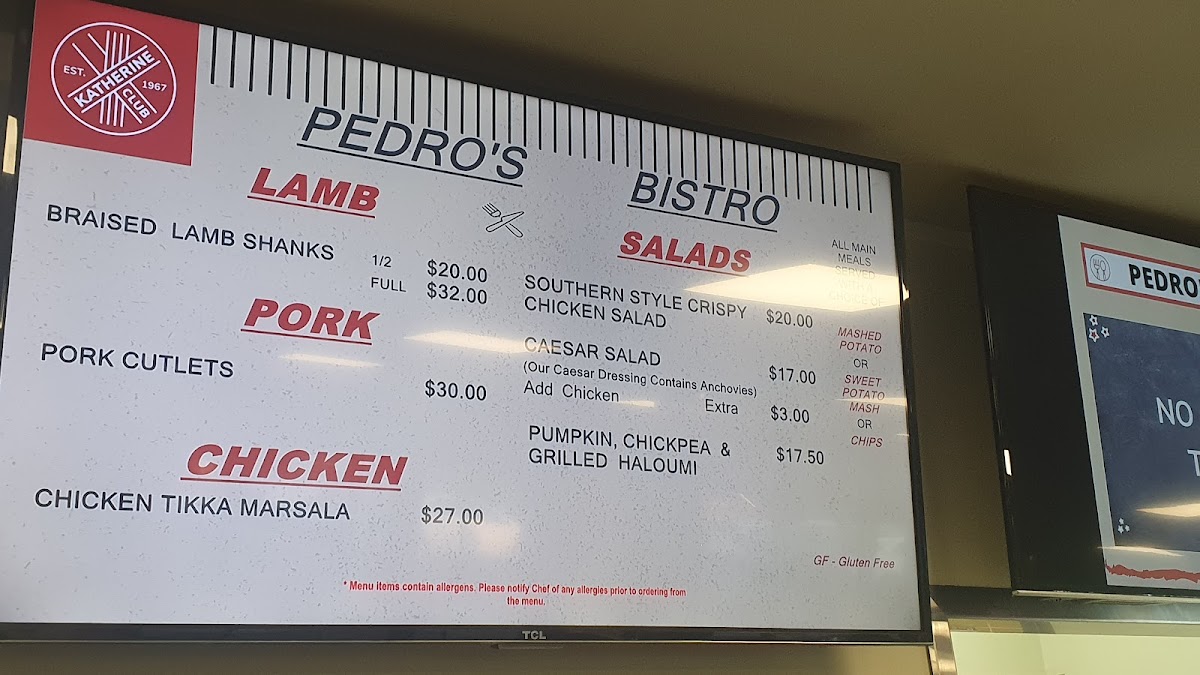 EST.
KATHERINE
CLUB
1967
PEDRO'S
BISTRO
LAMB
BRAISED LAMB SHANKS
1/2 $20.00
FULL $32.00
PORK
PORK CUTLETS
$30.00
CHICKEN
CHICKEN TIKKA MARSALA $27.00
SALADS
SOUTHERN STYLE CRISPY
CHICKEN SALAD $20.00
CAESAR SALAD
(Our Caesar Dressing Contains Anchovies) $17.00
Add Chicken Extra $3.00
PUMPKIN, CHICKPEA &
GRILLED HALOUMI $17.50
ALL MAIN
MEALS
SERVED
WITH A
CHOICE OF
MASHED
POTATO
OR
SWEET
POTATO
MASH
OR
CHIPS
GF - Gluten Free
* Menu items contain allergens. Please notify Chef of any allergies prior to ordering from
the menu.
TCL
PEDRO
NO
T